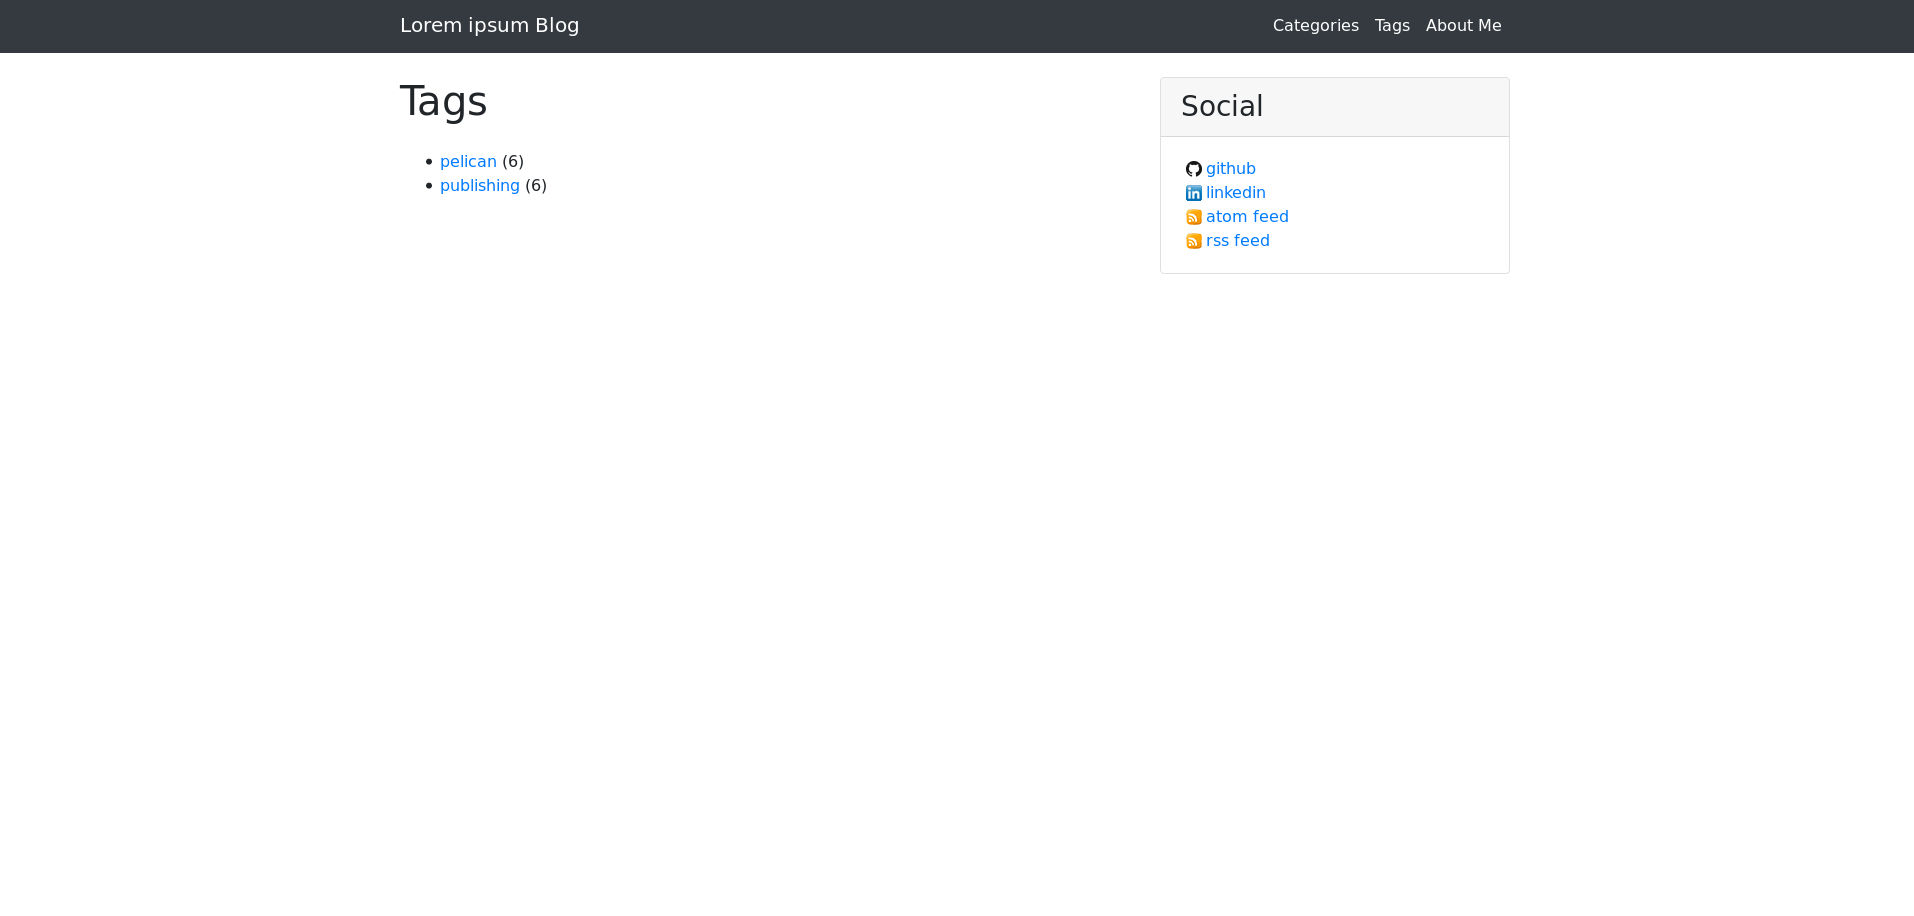 Lorem ipsum Blog
Categories Tags About Me
Tags
pelican (6)
publishing (6)
Social
github
linkedin
atom feed
rss feed